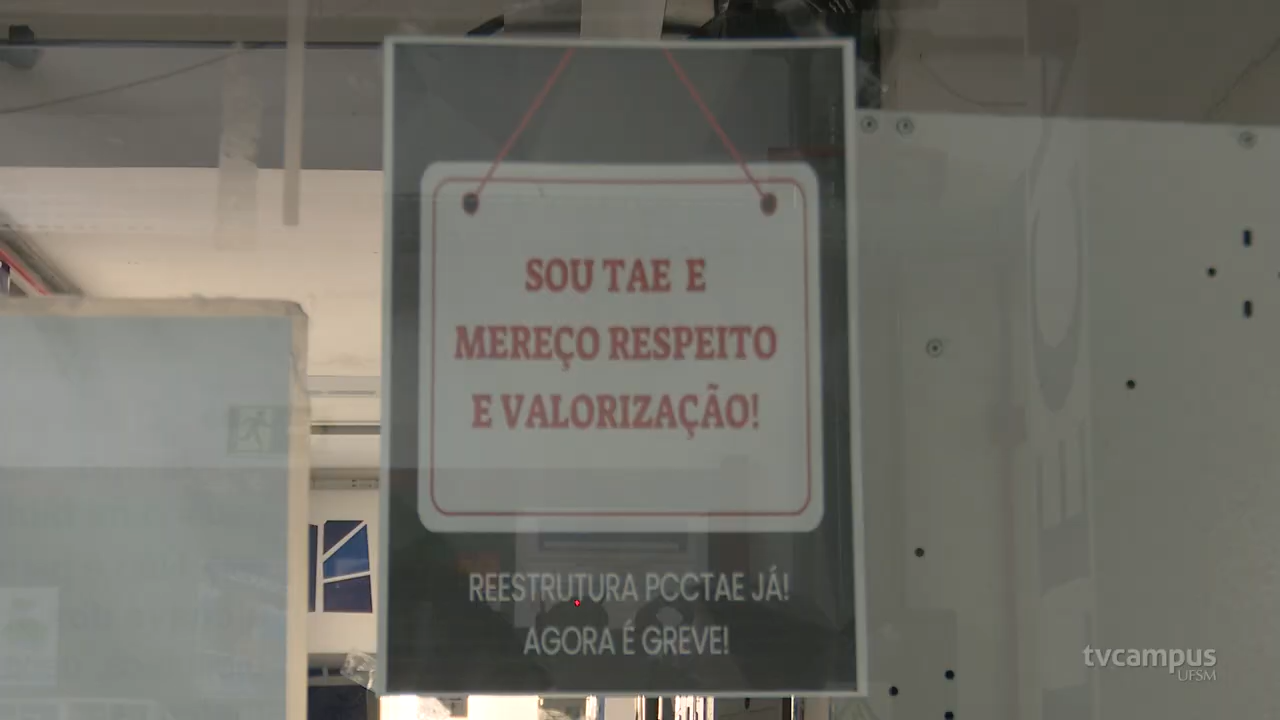 SOU TAE E
MEREÇO RESPEITO
E VALORIZAÇÃO!
REESTRUTURA PCCTAE JÁ!
AGORA É GREVE!
tvcampus
UFSM